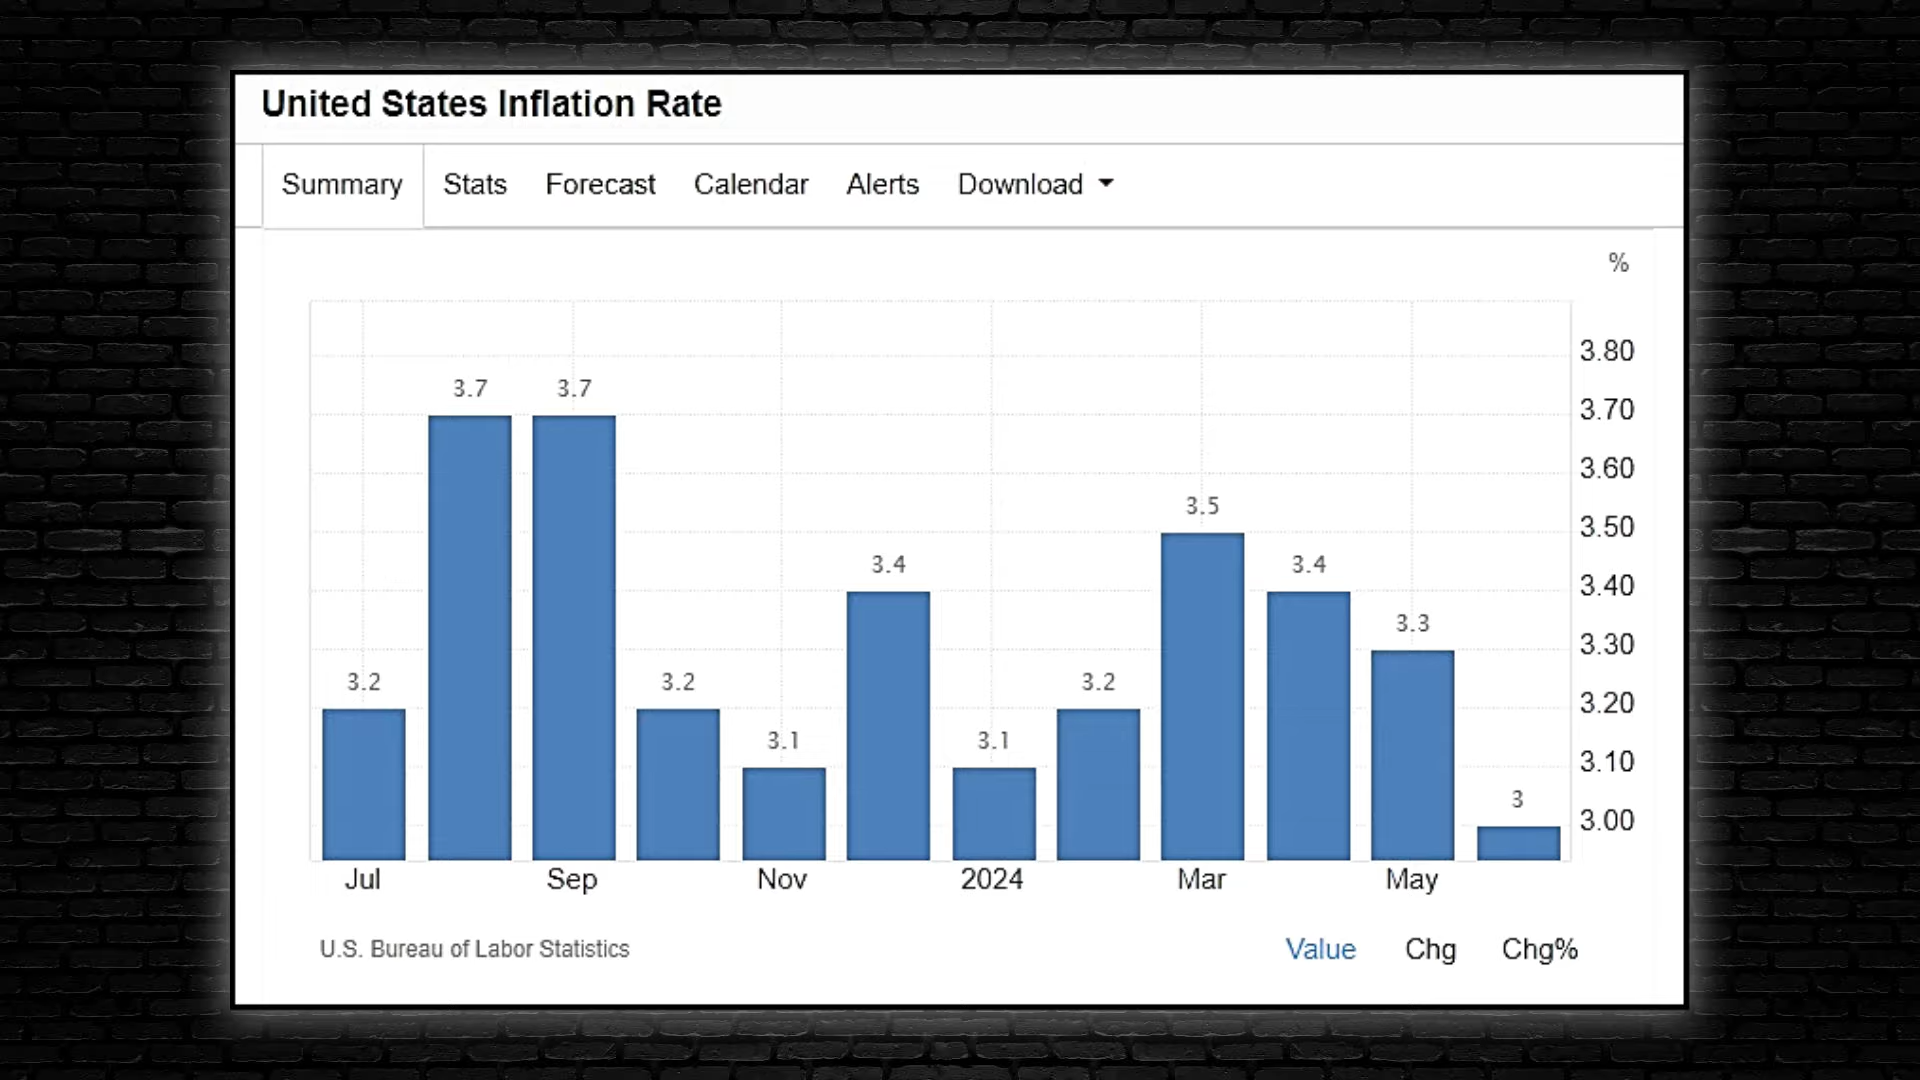 United States Inflation Rate
Summary Stats Forecast Calendar Alerts Download
%
3.80
3.70
3.60
3.50
3.40
3.30
3.20
3.10
3.00
3.2 3.7 3.7 3.2 3.1 3.4 3.1 3.2 3.5 3.4 3.3 3
Jul Sep Nov 2024 Mar May
U.S. Bureau of Labor Statistics
Value Chg Chg%